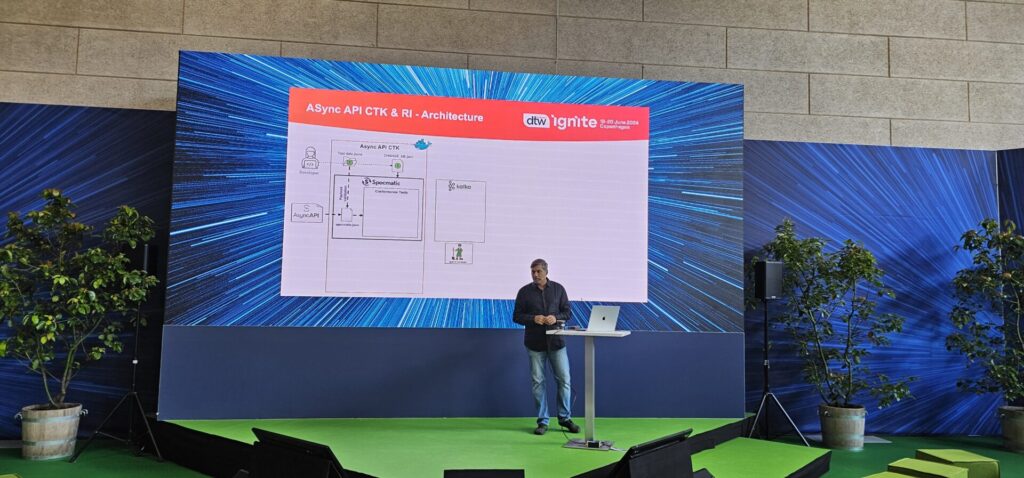 ASync API CTK & RI - Architecture
dtw ignite
18-20 June 2024
Copenhagen
Async API CTK
Developer
Specmatic
Conformance Tests
kafka
AsyncAPI